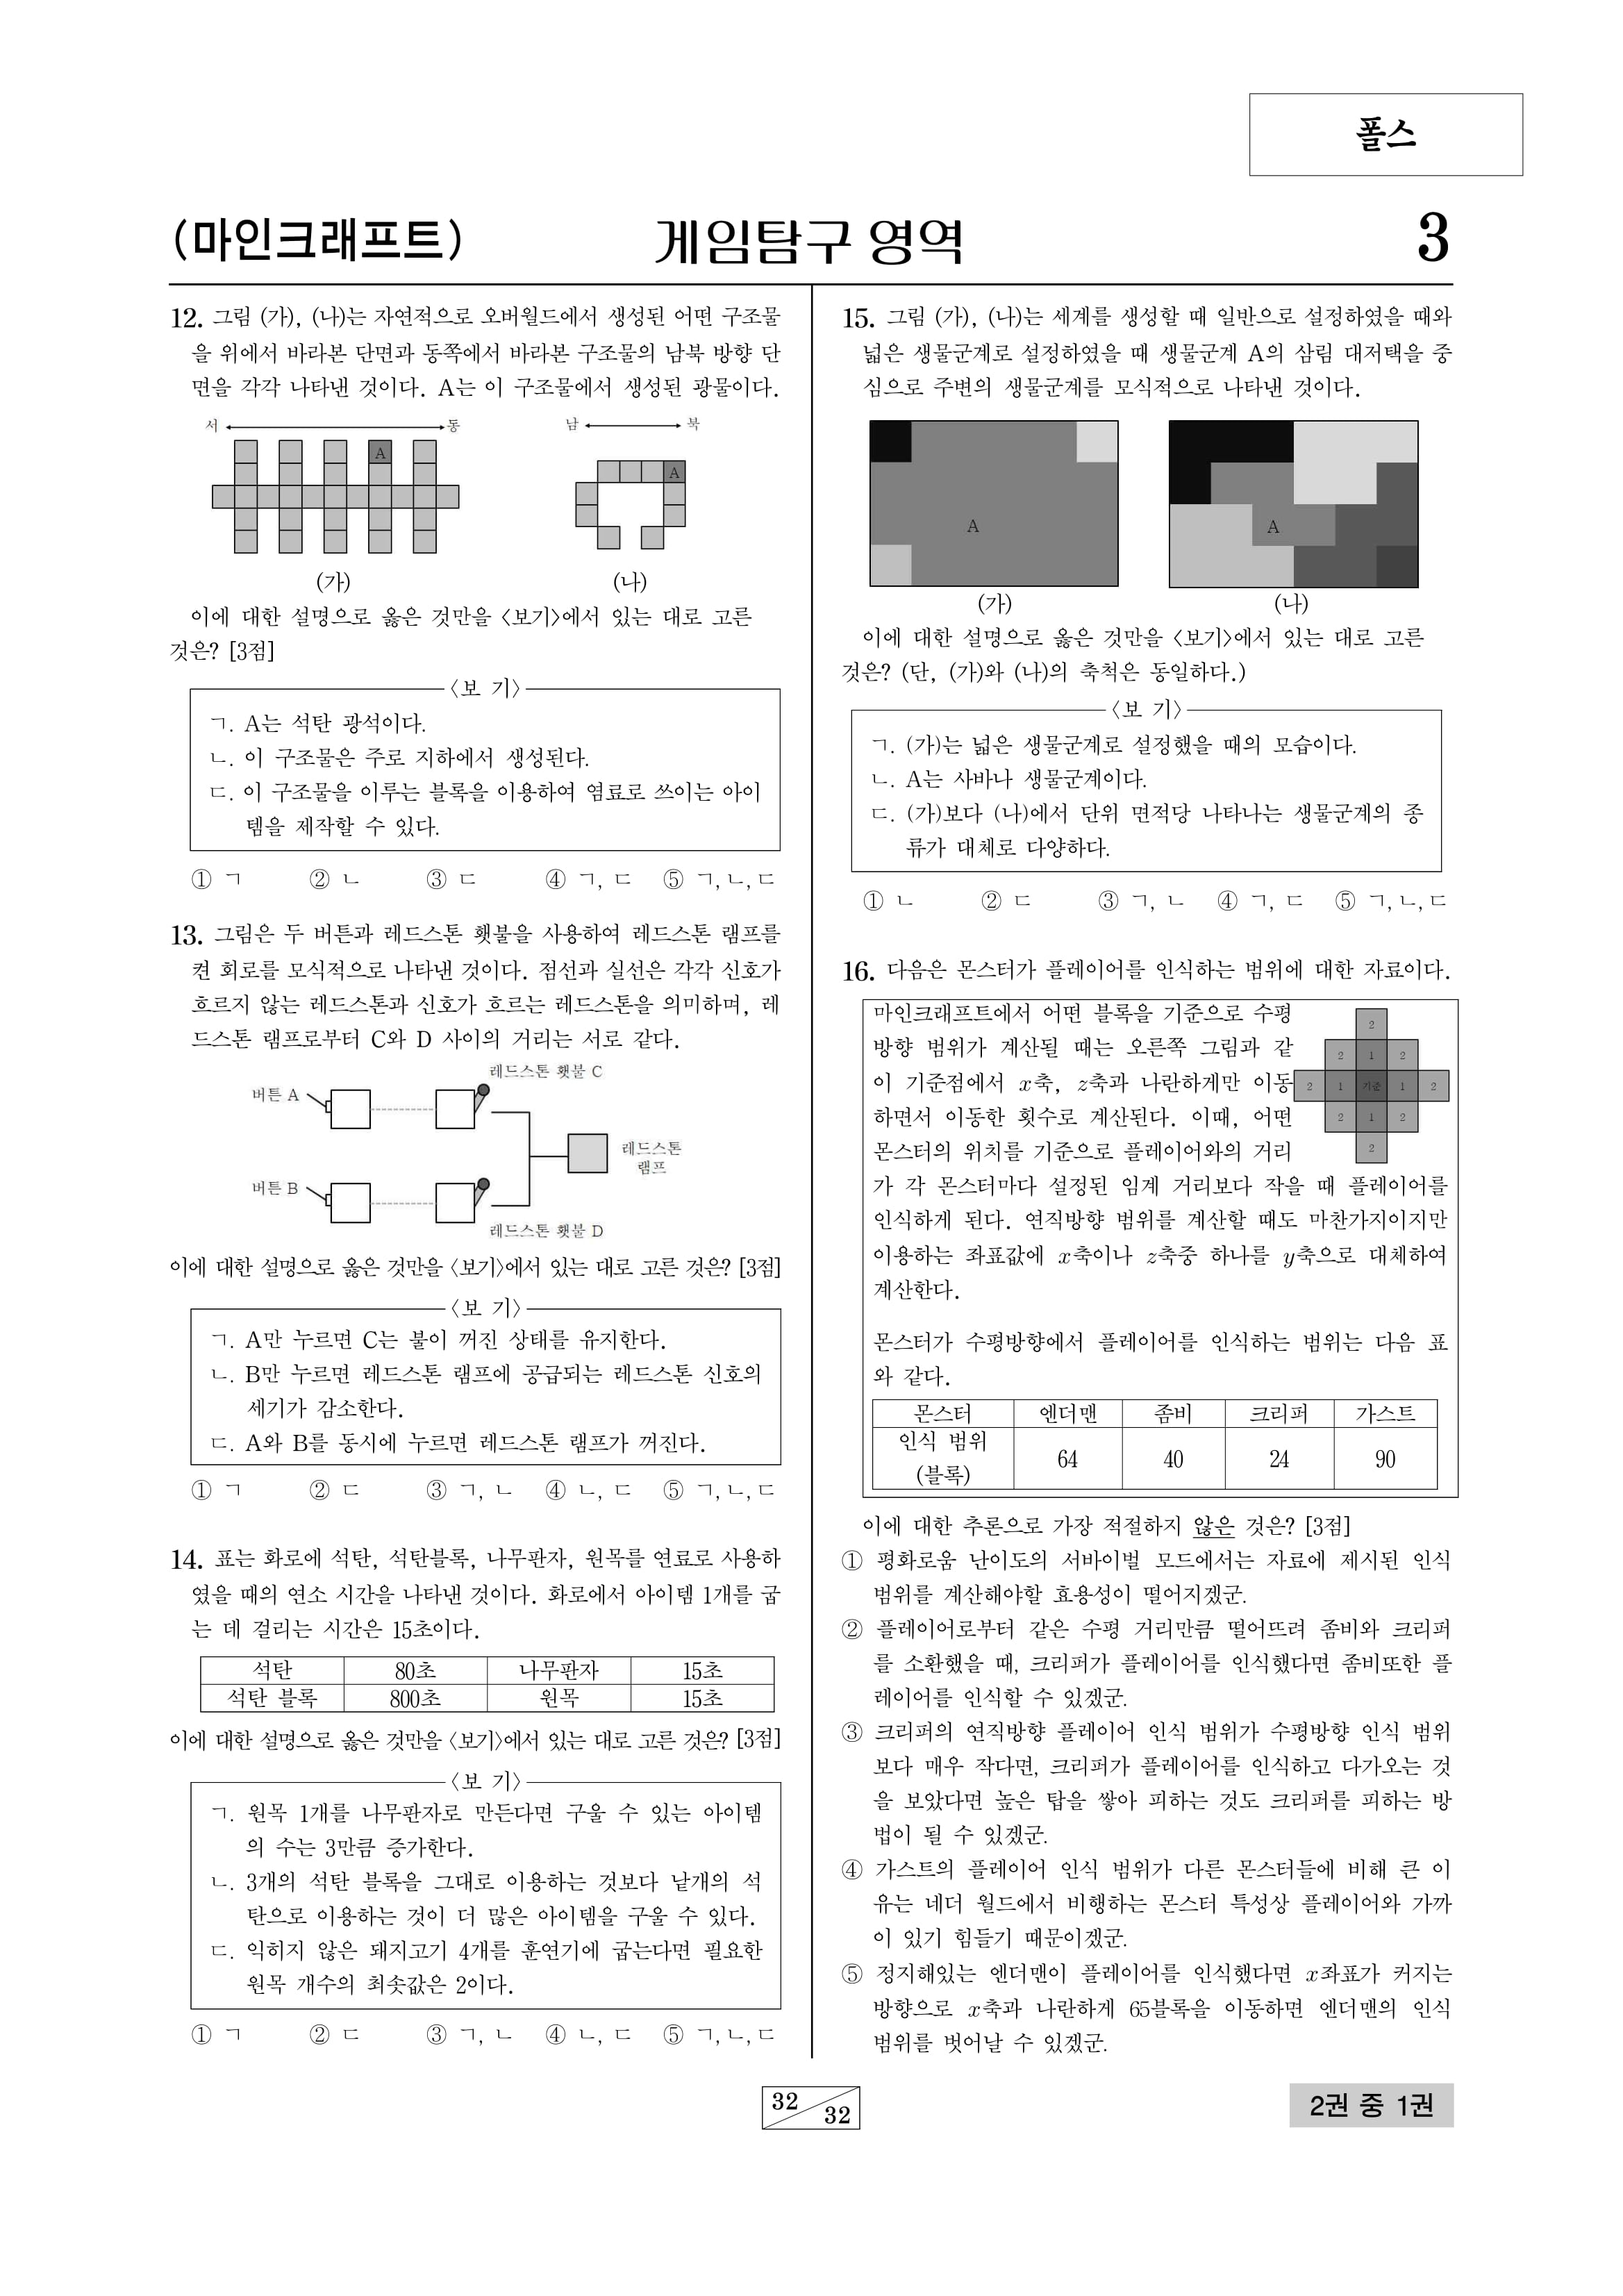 폴스
(마인크래프트)
게임탐구 영역
3
12. 그림 (가), (나)는 자연적으로 오버월드에서 생성된 어떤 구조물
을 위에서 바라본 단면과 동쪽에서 바라본 구조물의 남북 방향 단
면을 각각 나타낸 것이다. A는 이 구조물에서 생성된 광물이다.
서 동
남 북
A
A
(가)
(나)
이에 대한 설명으로 옳은 것만을 〈보기〉에서 있는 대로 고른
것은? [3점]
〈보 기〉
ㄱ. A는 석탄 광석이다.
ㄴ. 이 구조물은 주로 지하에서 생성된다.
ㄷ. 이 구조물을 이루는 블록을 이용하여 염료로 쓰이는 아이
템을 제작할 수 있다.
① ㄱ ② ㄴ ③ ㄷ ④ ㄱ, ㄷ ⑤ ㄱ, ㄴ, ㄷ
13. 그림은 두 버튼과 레드스톤 횃불을 사용하여 레드스톤 램프를
켠 회로를 모식적으로 나타낸 것이다. 점선과 실선은 각각 신호가
흐르지 않는 레드스톤과 신호가 흐르는 레드스톤을 의미하며, 레
드스톤 램프로부터 C와 D 사이의 거리는 서로 같다.
레드스톤 횃불 C
버튼 A
레드스톤
램프
버튼 B
레드스톤 횃불 D
이에 대한 설명으로 옳은 것만을 〈보기〉에서 있는 대로 고른 것은? [3점]
〈보 기〉
ㄱ. A만 누르면 C는 불이 꺼진 상태를 유지한다.
ㄴ. B만 누르면 레드스톤 램프에 공급되는 레드스톤 신호의
세기가 감소한다.
ㄷ. A와 B를 동시에 누르면 레드스톤 램프가 꺼진다.
① ㄱ ② ㄷ ③ ㄱ, ㄴ ④ ㄴ, ㄷ ⑤ ㄱ, ㄴ, ㄷ
14. 표는 화로에 석탄, 석탄블록, 나무판자, 원목를 연료로 사용하
였을 때의 연소 시간을 나타낸 것이다. 화로에서 아이템 1개를 굽
는 데 걸리는 시간은 15초이다.
석탄 80초 나무판자 15초
석탄 블록 800초 원목 15초
이에 대한 설명으로 옳은 것만을 〈보기〉에서 있는 대로 고른 것은? [3점]
〈보 기〉
ㄱ. 원목 1개를 나무판자로 만든다면 구울 수 있는 아이템
의 수는 3만큼 증가한다.
ㄴ. 3개의 석탄 블록을 그대로 이용하는 것보다 낱개의 석
탄으로 이용하는 것이 더 많은 아이템을 구울 수 있다.
ㄷ. 익히지 않은 돼지고기 4개를 훈연기에 굽는다면 필요한
원목 개수의 최솟값은 2이다.
① ㄱ ② ㄷ ③ ㄱ, ㄴ ④ ㄴ, ㄷ ⑤ ㄱ, ㄴ, ㄷ
15. 그림 (가), (나)는 세계를 생성할 때 일반으로 설정하였을 때와
넓은 생물군계로 설정하였을 때 생물군계 A의 삼림 대저택을 중
심으로 주변의 생물군계를 모식적으로 나타낸 것이다.
A
A
(가)
(나)
이에 대한 설명으로 옳은 것만을 〈보기〉에서 있는 대로 고른
것은? (단, (가)와 (나)의 축척은 동일하다.)
〈보 기〉
ㄱ. (가)는 넓은 생물군계로 설정했을 때의 모습이다.
ㄴ. A는 사바나 생물군계이다.
ㄷ. (가)보다 (나)에서 단위 면적당 나타나는 생물군계의 종
류가 대체로 다양하다.
① ㄴ ② ㄷ ③ ㄱ, ㄴ ④ ㄱ, ㄷ ⑤ ㄱ, ㄴ, ㄷ
16. 다음은 몬스터가 플레이어를 인식하는 범위에 대한 자료이다.
마인크래프트에서 어떤 블록을 기준으로 수평
방향 범위가 계산될 때는 오른쪽 그림과 같
이 기준점에서 x축, z축과 나란하게만 이동
하면서 이동한 횟수로 계산된다. 이때, 어떤
몬스터의 위치를 기준으로 플레이어와의 거리
2
2 1 2
2 1 기준 1 2
2 1 2
2
가 각 몬스터마다 설정된 임계 거리보다 작을 때 플레이어를
인식하게 된다. 연직방향 범위를 계산할 때도 마찬가지이지만
이용하는 좌표값에 x축이나 z축중 하나를 y축으로 대체하여
계산한다.
몬스터가 수평방향에서 플레이어를 인식하는 범위는 다음 표
와 같다.
몬스터 엔더맨 좀비 크리퍼 가스트
인식 범위
(블록) 64 40 24 90
이에 대한 추론으로 가장 적절하지 않은 것은? [3점]
① 평화로움 난이도의 서바이벌 모드에서는 자료에 제시된 인식
범위를 계산해야할 효용성이 떨어지겠군.
② 플레이어로부터 같은 수평 거리만큼 떨어뜨려 좀비와 크리퍼
를 소환했을 때, 크리퍼가 플레이어를 인식했다면 좀비또한 플
레이어를 인식할 수 있겠군.
③ 크리퍼의 연직방향 플레이어 인식 범위가 수평방향 인식 범위
보다 매우 작다면, 크리퍼가 플레이어를 인식하고 다가오는 것
을 보았다면 높은 탑을 쌓아 피하는 것도 크리퍼를 피하는 방
법이 될 수 있겠군.
④ 가스트의 플레이어 인식 범위가 다른 몬스터들에 비해 큰 이
유는 네더 월드에서 비행하는 몬스터 특성상 플레이어와 가까
이 있기 힘들기 때문이겠군.
⑤ 정지해있는 엔더맨이 플레이어를 인식했다면 x좌표가 커지는
방향으로 x축과 나란하게 65블록을 이동하면 엔더맨의 인식
범위를 벗어날 수 있겠군.
32
32
2권 중 1권